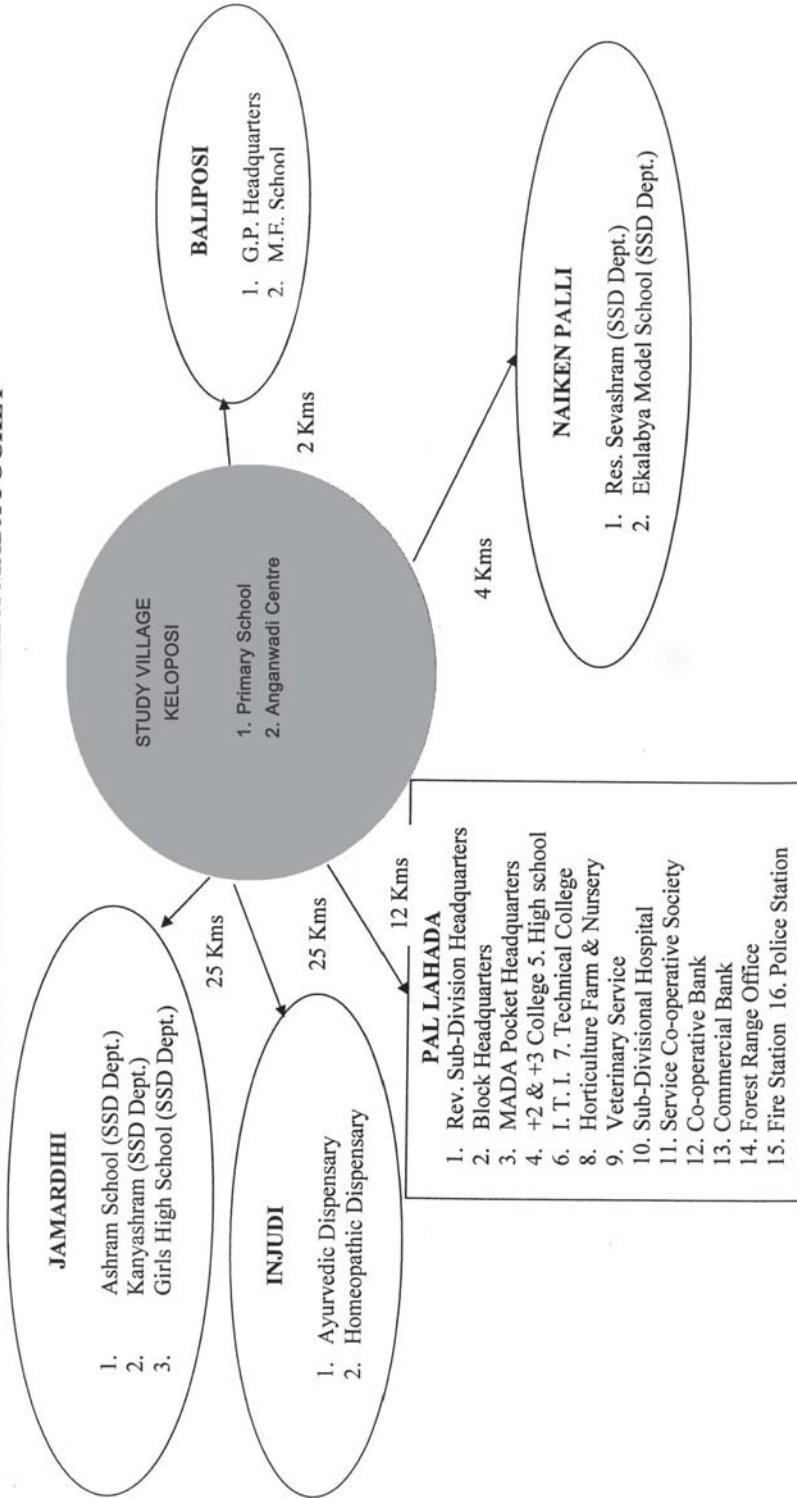 STUDY VILLAGE
KELOPOSI
1. Primary School
2. Anganwadi Centre
JAMARDIHI
1. Ashram School (SSD Dept.)
2. Kanyashram (SSD Dept.)
3. Girls High School (SSD Dept.)
25 Kms
INJUDI
1. Ayurvedic Dispensary
2. Homeopathic Dispensary
25 Kms
BALIPOSI
1. G.P. Headquarters
2. M.E. School
2 Kms
NAIKEN PALLI
1. Res. Sevashram (SSD Dept.)
2. Ekalabya Model School (SSD Dept.)
4 Kms
12 Kms
PAL LAHADA
1. Rev. Sub-Division Headquarters
2. Block Headquarters
3. MADA Pocket Headquarters
4. +2 & +3 College 5. High school
6. I. T. I. 7. Technical College
8. Horticulture Farm & Nursery
9. Veterinary Service
10. Sub-Divisional Hospital
11. Service Co-operative Society
12. Co-operative Bank
13. Commercial Bank
14. Forest Range Office
15. Fire Station 16. Police Station